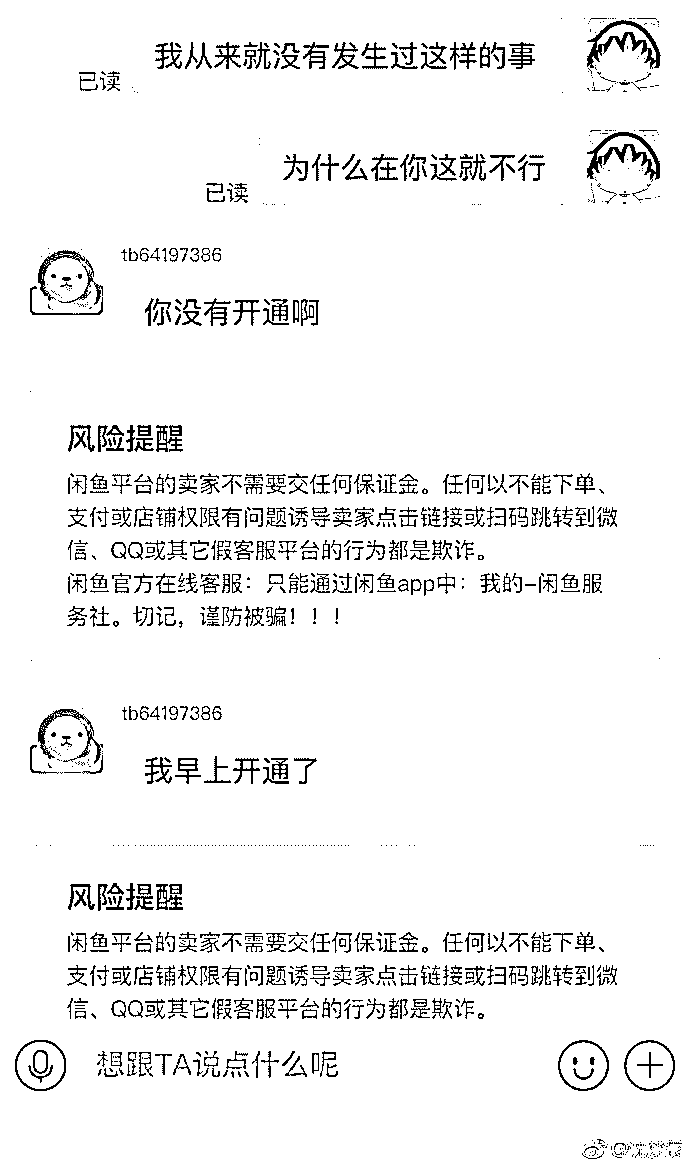 我从来就没有发生过这样的事
已读
为什么在你这就不行
已读
tb64197386
你没有开通啊
风险提醒
闲鱼平台的卖家不需要交任何保证金。任何以不能下单、
支付或店铺权限有问题诱导卖家点击链接或扫码跳转到微
信、QQ或其它假客服平台的行为都是欺诈。
闲鱼官方在线客服：只能通过闲鱼app中：我的-闲鱼服
务社。切记，谨防被骗！！！
tb64197386
我早上开通了
风险提醒
闲鱼平台的卖家不需要交任何保证金。任何以不能下单、
支付或店铺权限有问题诱导卖家点击链接或扫码跳转到微
信、QQ或其它假客服平台的行为都是欺诈。
想跟TA说点什么呢